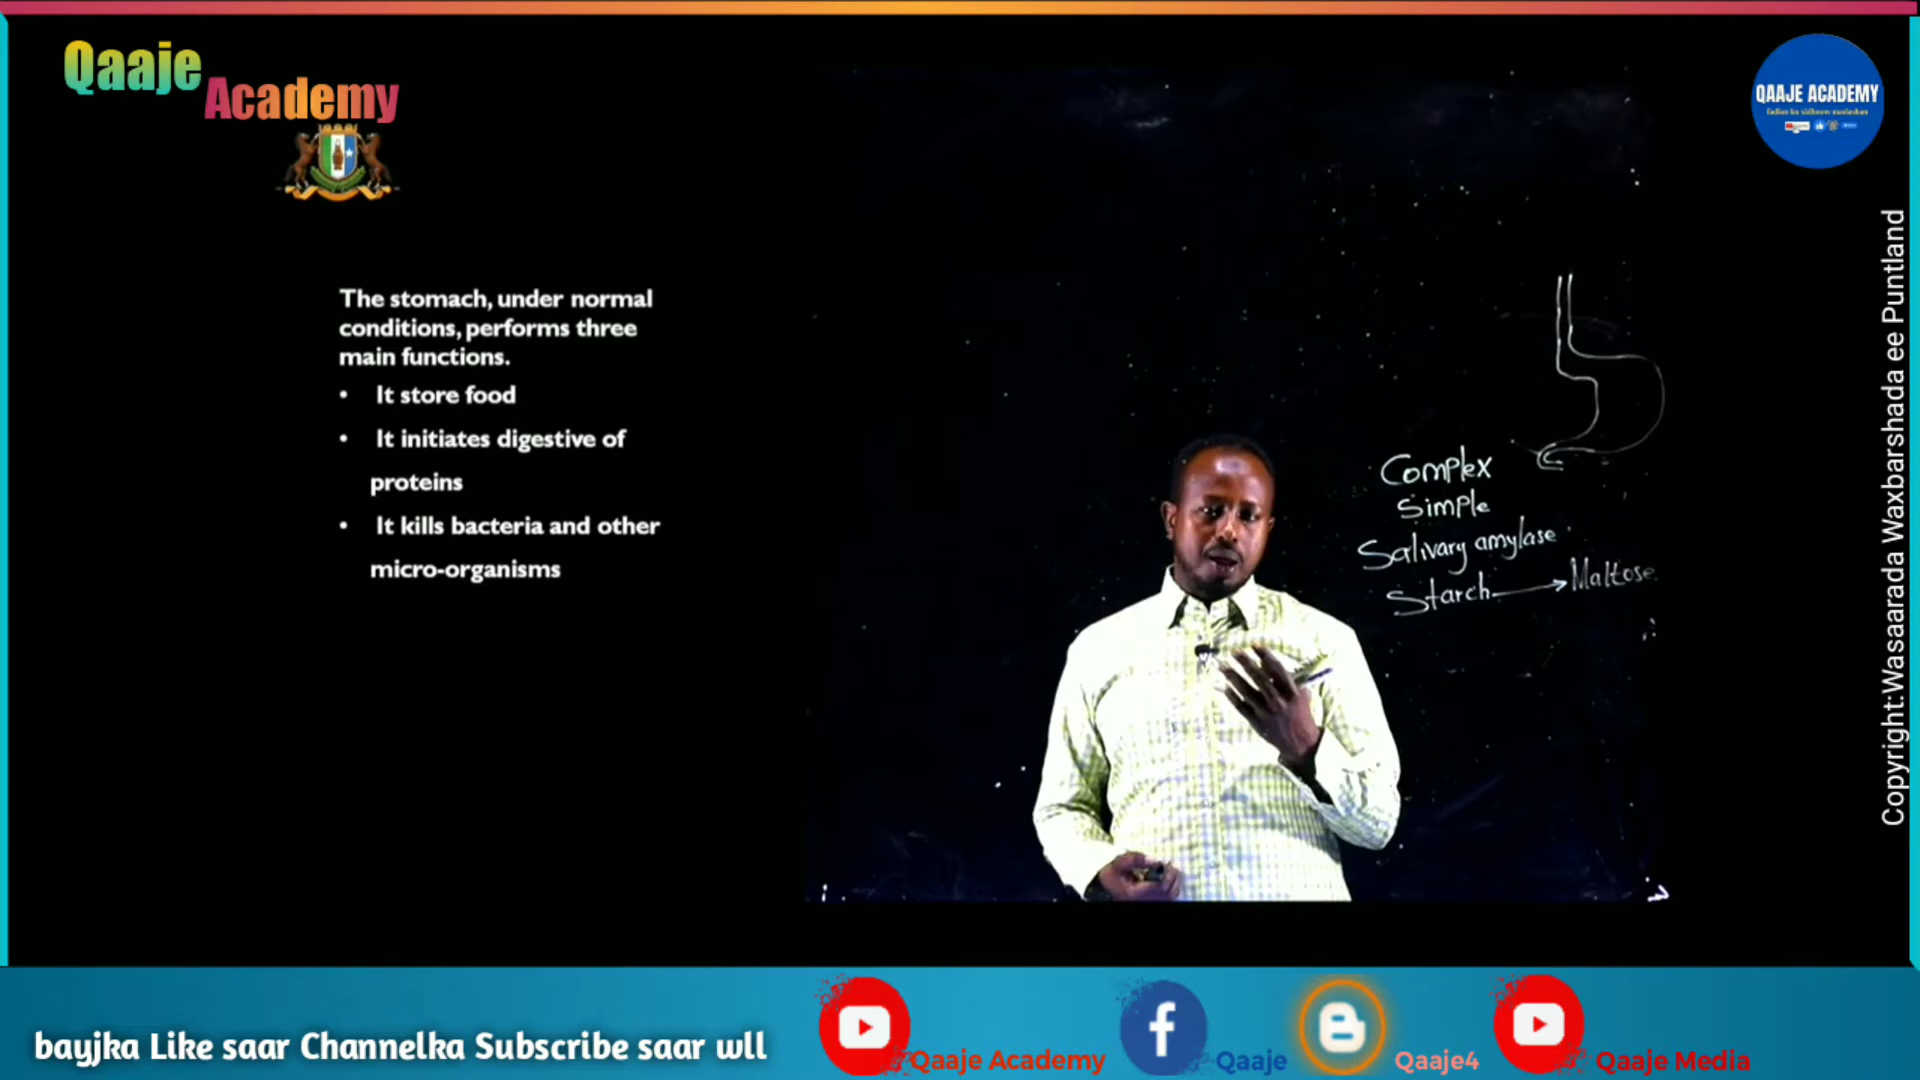 Qaaje
Academy
QAAJE ACADEMY
The stomach, under normal
conditions, performs three
main functions.
• It store food
• It initiates digestive of
proteins
• It kills bacteria and other
micro-organisms
Complex
Simple
Salivary amylase
Starch → Maltose
Copyright:Wasaarada Waxbarshada ee Puntland
bayjka Like saar Channelka Subscribe saar wll
Qaaje Academy
Qaaje
Qaaje4
Qaaje Media